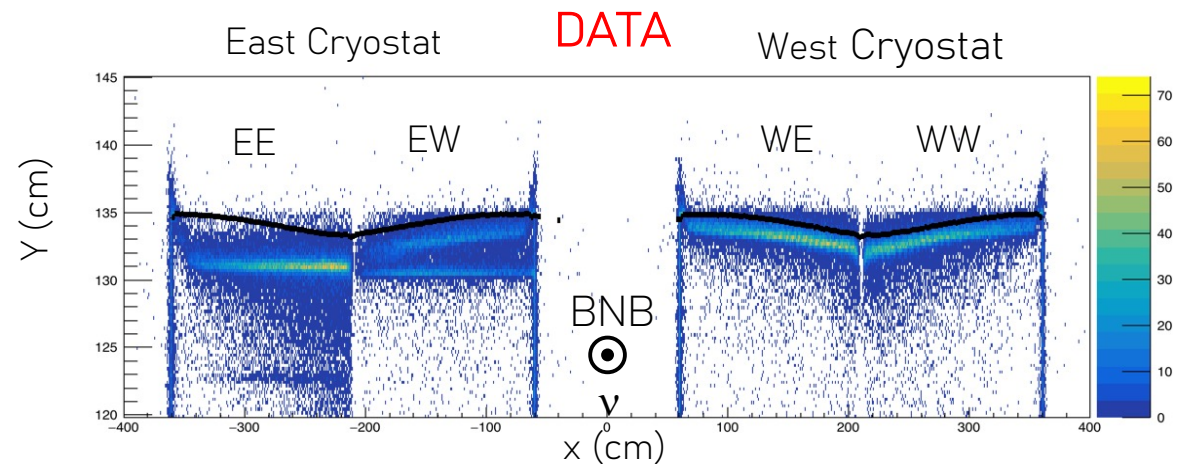 DATA
East Cryostat
West Cryostat
EE
EW
WE
WW
Y (cm)
145
140
135
130
125
120
BNB
ν
−400
−300
−200
−100
0
100
200
300
400
x (cm)
70
60
50
40
30
20
10
0